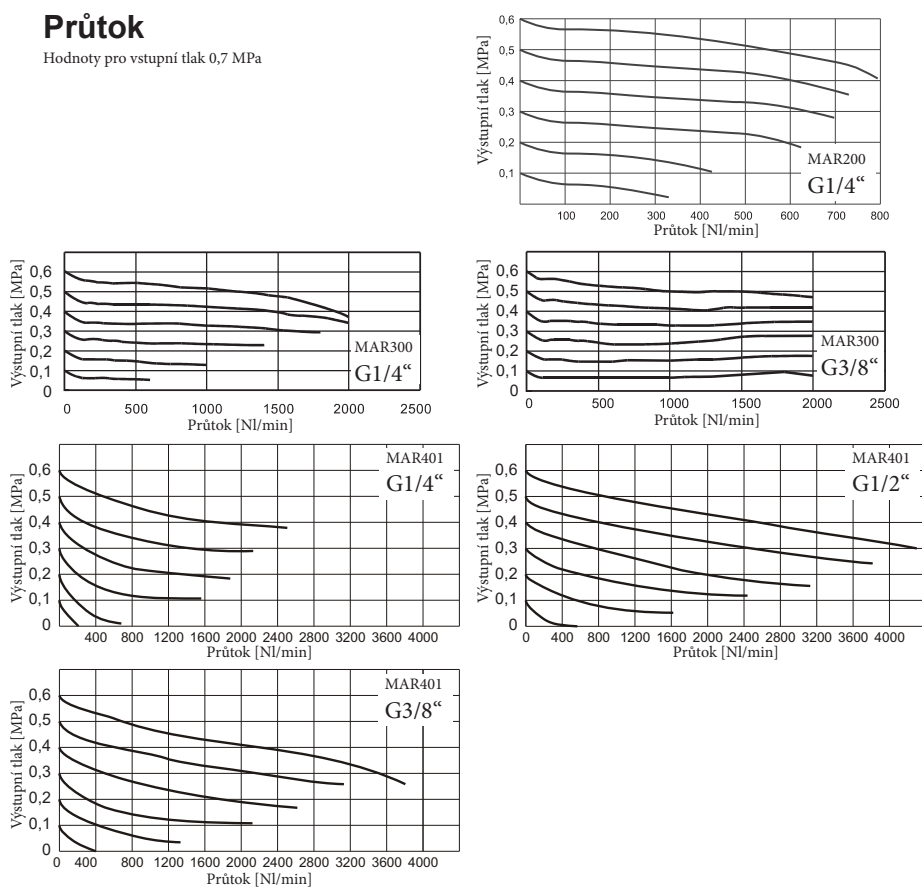 Průtok
Hodnoty pro vstupní tlak 0,7 MPa
Výstupní tlak [MPa]
0,6
0,5
0,4
0,3
0,2
0,1
MAR200
G1/4“
100 200 300 400 500 600 700 800
Průtok [Nl/min]
Výstupní tlak [MPa]
0,6
0,5
0,4
0,3
0,2
0,1
0
MAR300
G1/4“
0 500 1000 1500 2000 2500
Průtok [Nl/min]
Výstupní tlak [MPa]
0,6
0,5
0,4
0,3
0,2
0,1
0
MAR300
G3/8“
0 500 1000 1500 2000 2500
Průtok [Nl/min]
Výstupní tlak [MPa]
MAR401
G1/4“
0,6
0,5
0,4
0,3
0,2
0,1
0
400 800 1200 1600 2000 2400 2800 3200 3600 4000
Průtok [Nl/min]
Výstupní tlak [MPa]
MAR401
G1/2“
0,6
0,5
0,4
0,3
0,2
0,1
0
0 400 800 1200 1600 2000 2400 2800 3200 3600 4000
Průtok [Nl/min]
Výstupní tlak [MPa]
MAR401
G3/8“
0,6
0,5
0,4
0,3
0,2
0,1
0
0 400 800 1200 1600 2000 2400 2800 3200 3600 4000
Průtok [Nl/min]